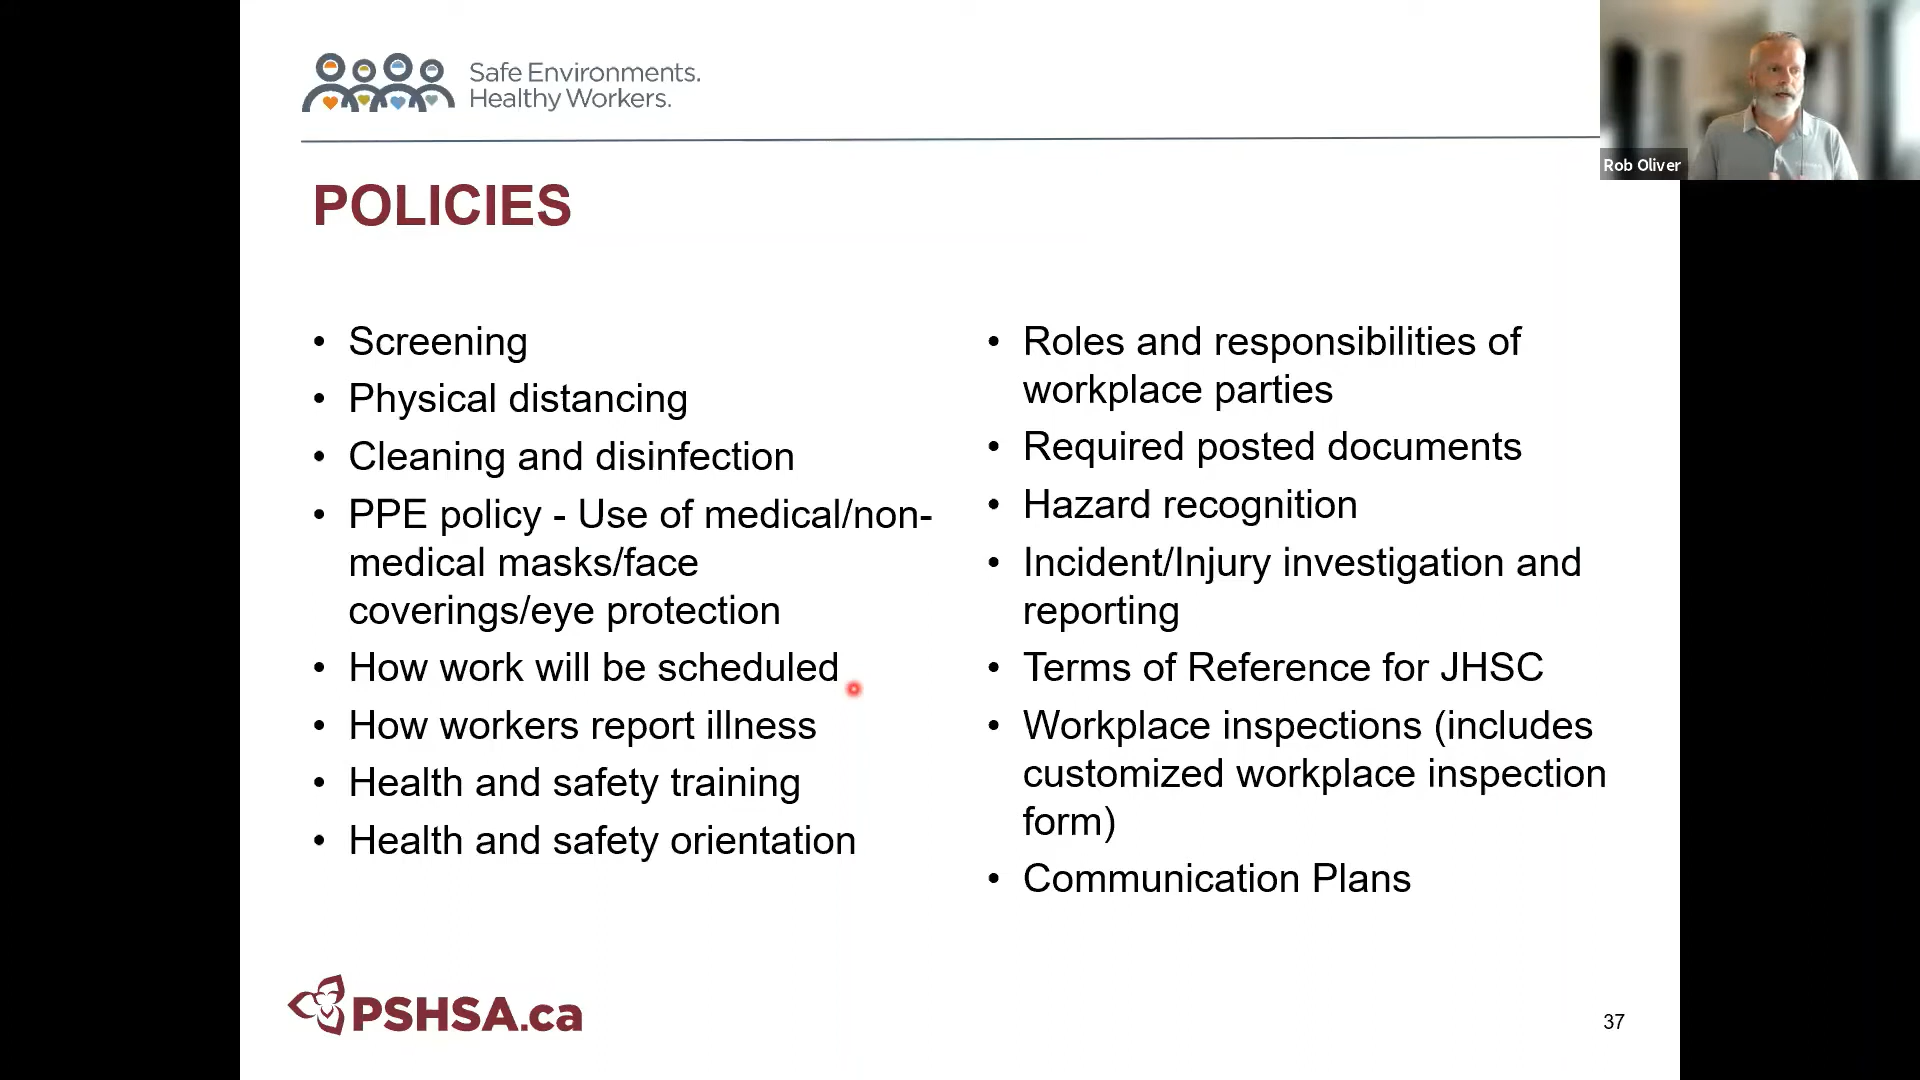 Safe Environments.
Healthy Workers.
Rob Oliver
POLICIES
• Screening
• Physical distancing
• Cleaning and disinfection
• PPE policy - Use of medical/non-
medical masks/face
coverings/eye protection
• How work will be scheduled
• How workers report illness
• Health and safety training
• Health and safety orientation
• Roles and responsibilities of
workplace parties
• Required posted documents
• Hazard recognition
• Incident/Injury investigation and
reporting
• Terms of Reference for JHSC
• Workplace inspections (includes
customized workplace inspection
form)
• Communication Plans
PSHSA.ca
37